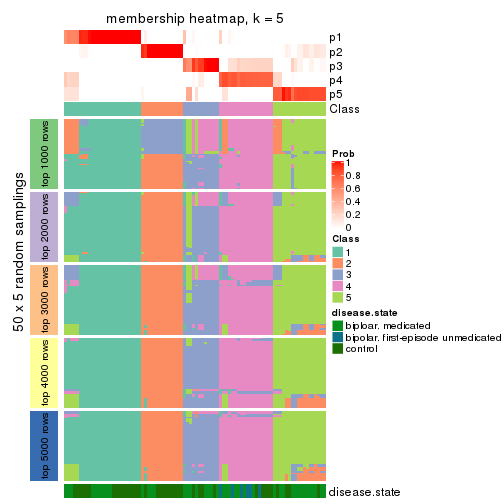 membership heatmap, k = 5
p1
p2
p3
p4
p5
Class
50 x 5 random samplings
top 1000 rows
top 2000 rows
top 3000 rows
top 4000 rows
top 5000 rows
Prob
1
0.8
0.6
0.4
0.2
0
Class
1
2
3
4
5
disease.state
biploar. medicated
bipolar. first-episode unmedicated
control
disease.state